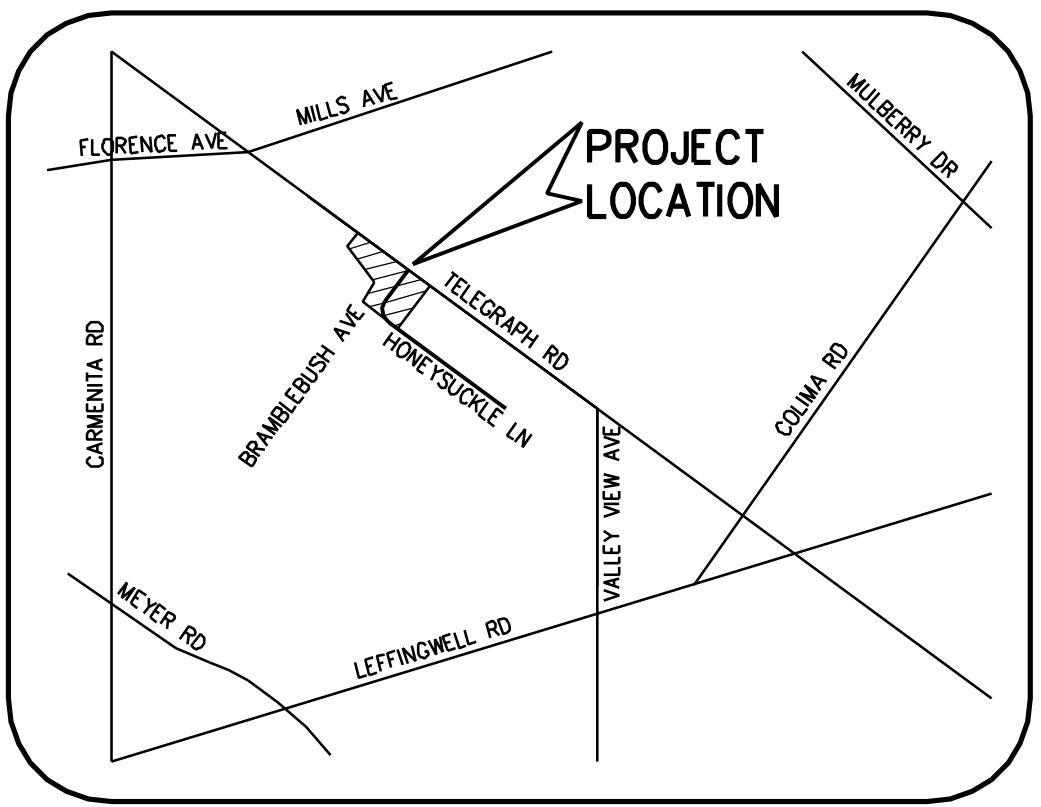 MILLS AVE
FLORENCE AVE
MULBERRY DR
PROJECT
LOCATION
TELEGRAPH RD
CARMENITA RD
BRAMBLEBUSH AVE
HONEYSUCKLE LN
COLIMA RD
VALLEY VIEW AVE
MEYER RD
LEFFINGWELL RD